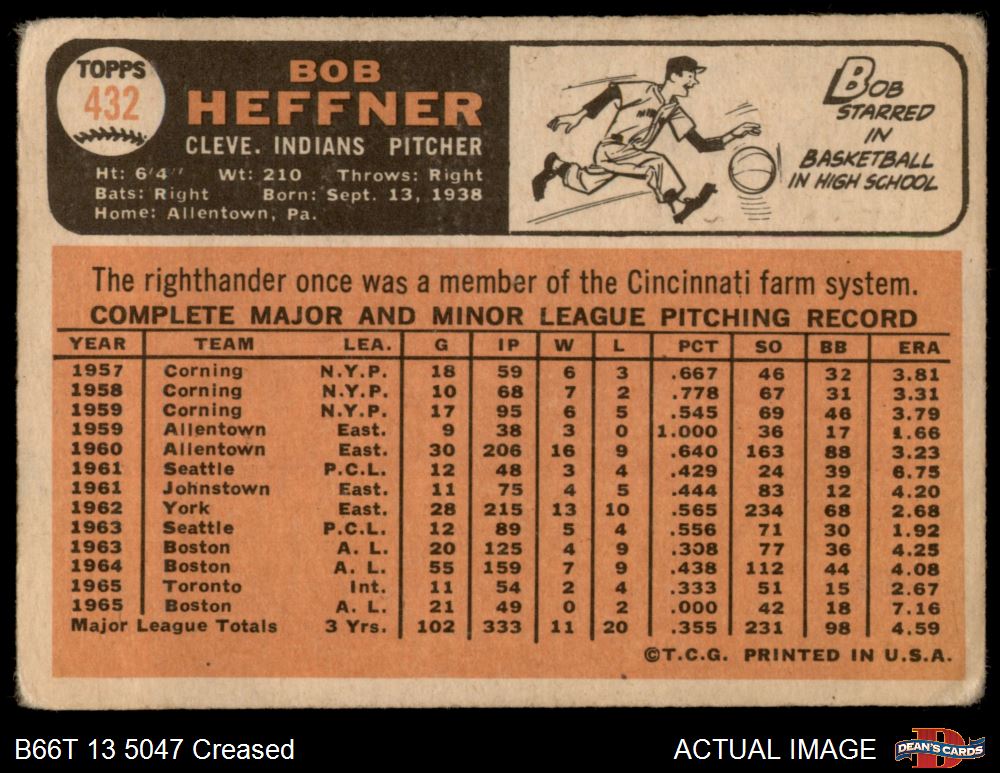 TOPPS
432
BOB
HEFFNER
CLEVE. INDIANS PITCHER
Ht: 6'4" Wt: 210 Throws: Right
Bats: Right Born: Sept. 13, 1938
Home: Allentown, Pa.
BOB
STARRED
IN
BASKETBALL
IN HIGH SCHOOL
The righthander once was a member of the Cincinnati farm system.
COMPLETE MAJOR AND MINOR LEAGUE PITCHING RECORD
YEAR TEAM LEA. G IP W L PCT SO BB ERA
1957 Corning N.Y.P. 18 59 6 3 .667 46 32 3.81
1958 Corning N.Y.P. 10 68 7 2 .778 67 31 3.31
1959 Corning N.Y.P. 17 95 6 5 .545 69 46 3.79
1959 Allentown East. 9 38 3 0 1.000 36 17 1.66
1960 Allentown East. 30 206 16 9 .640 163 88 3.23
1961 Seattle P.C.L. 12 48 3 4 .429 24 39 6.75
1961 Johnstown East. 11 75 4 5 .444 83 12 4.20
1962 York East. 28 215 13 10 .565 234 68 2.68
1963 Seattle P.C.L. 12 89 5 4 .556 71 30 1.92
1963 Boston A. L. 20 125 4 9 .308 77 36 4.25
1964 Boston A. L. 55 159 7 9 .438 112 44 4.08
1965 Toronto Int. 11 54 2 4 .333 51 15 2.67
1965 Boston A. L. 21 49 0 2 .000 42 18 7.16
Major League Totals 3 Yrs. 102 333 11 20 .355 231 98 4.59
©T.C.G. PRINTED IN U.S.A.
B66T 13 5047 Creased
ACTUAL IMAGE
DEAN'S CARDS